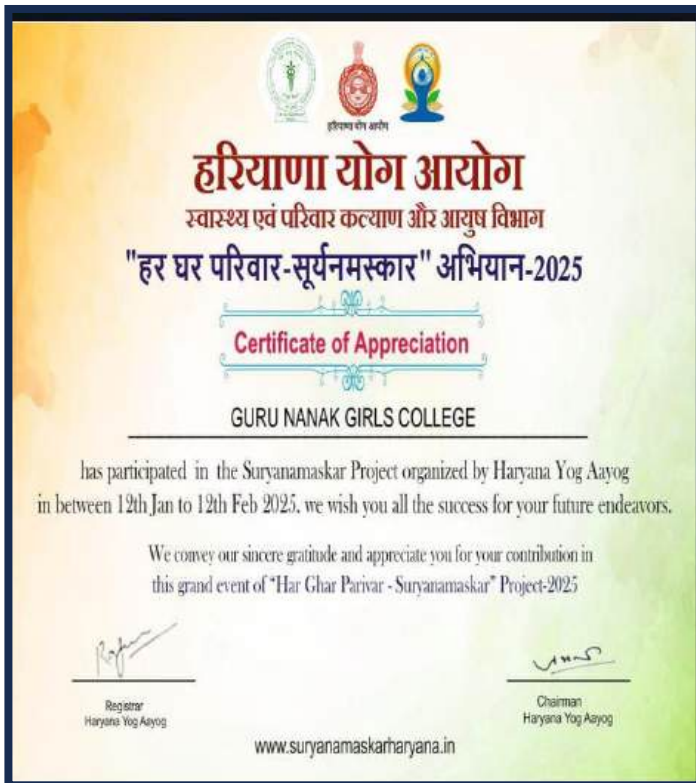 हरियाणा योग आयोग
हरियाणा योग आयोग
स्वास्थ्य एवं परिवार कल्याण और आयुष विभाग
"हर घर परिवार-सूर्यनमस्कार" अभियान-2025
Certificate of Appreciation
GURU NANAK GIRLS COLLEGE
has participated in the Suryanamaskar Project organized by Haryana Yog Aayog
in between 12th Jan to 12th Feb 2025. we wish you all the success for your future endeavors.
We convey our sincere gratitude and appreciate you for your contribution in
this grand event of "Har Ghar Parivar - Suryanamaskar" Project-2025
Registrar
Haryana Yog Aayog
Chairman
Haryana Yog Aayog
www.suryanamaskarharyana.in